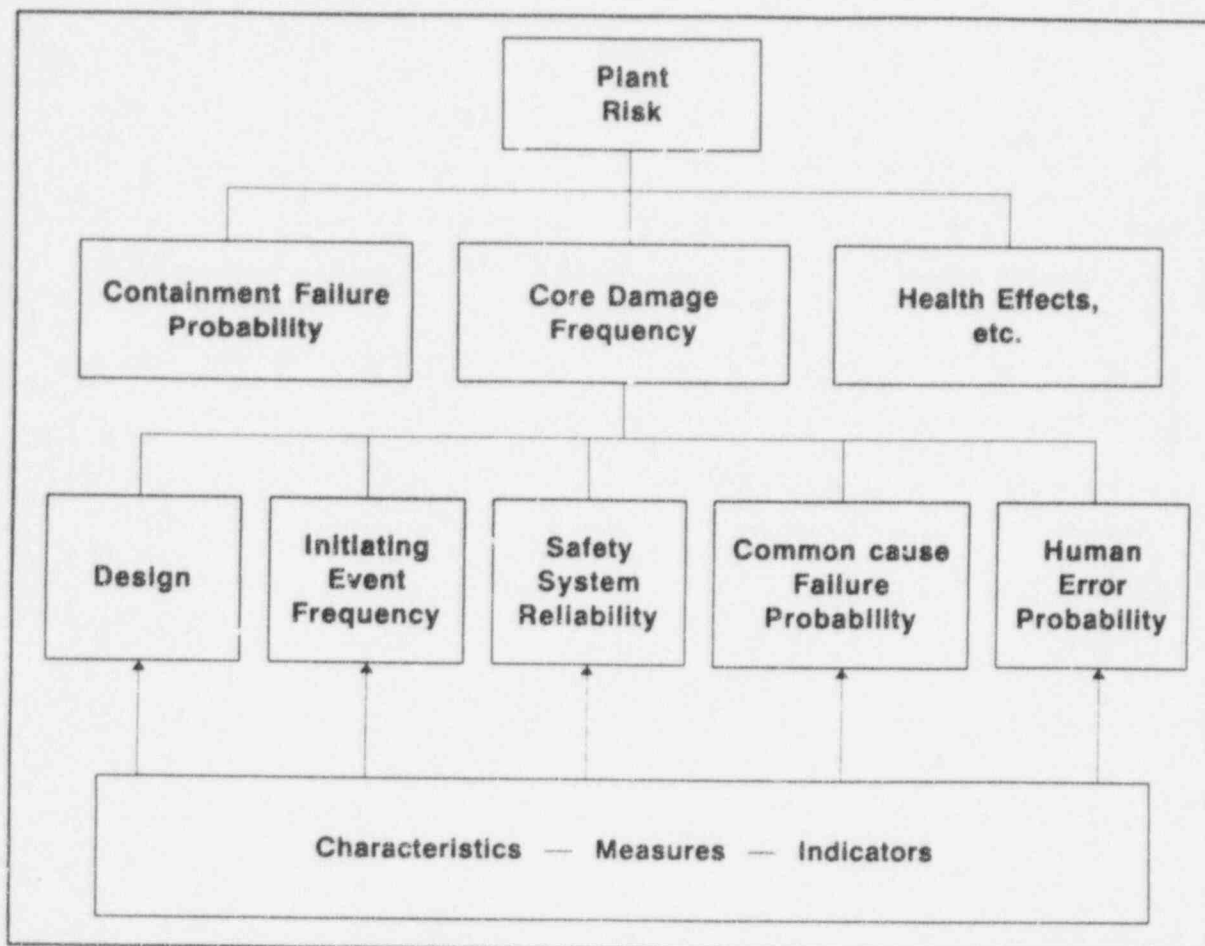 Plant
Risk
Containment Failure
Probability
Core Damage
Frequency
Health Effects,
etc.
Design
Initiating
Event
Frequency
Safety
System
Reliability
Common cause
Failure
Probability
Human
Error
Probability
Characteristics — Measures — Indicators